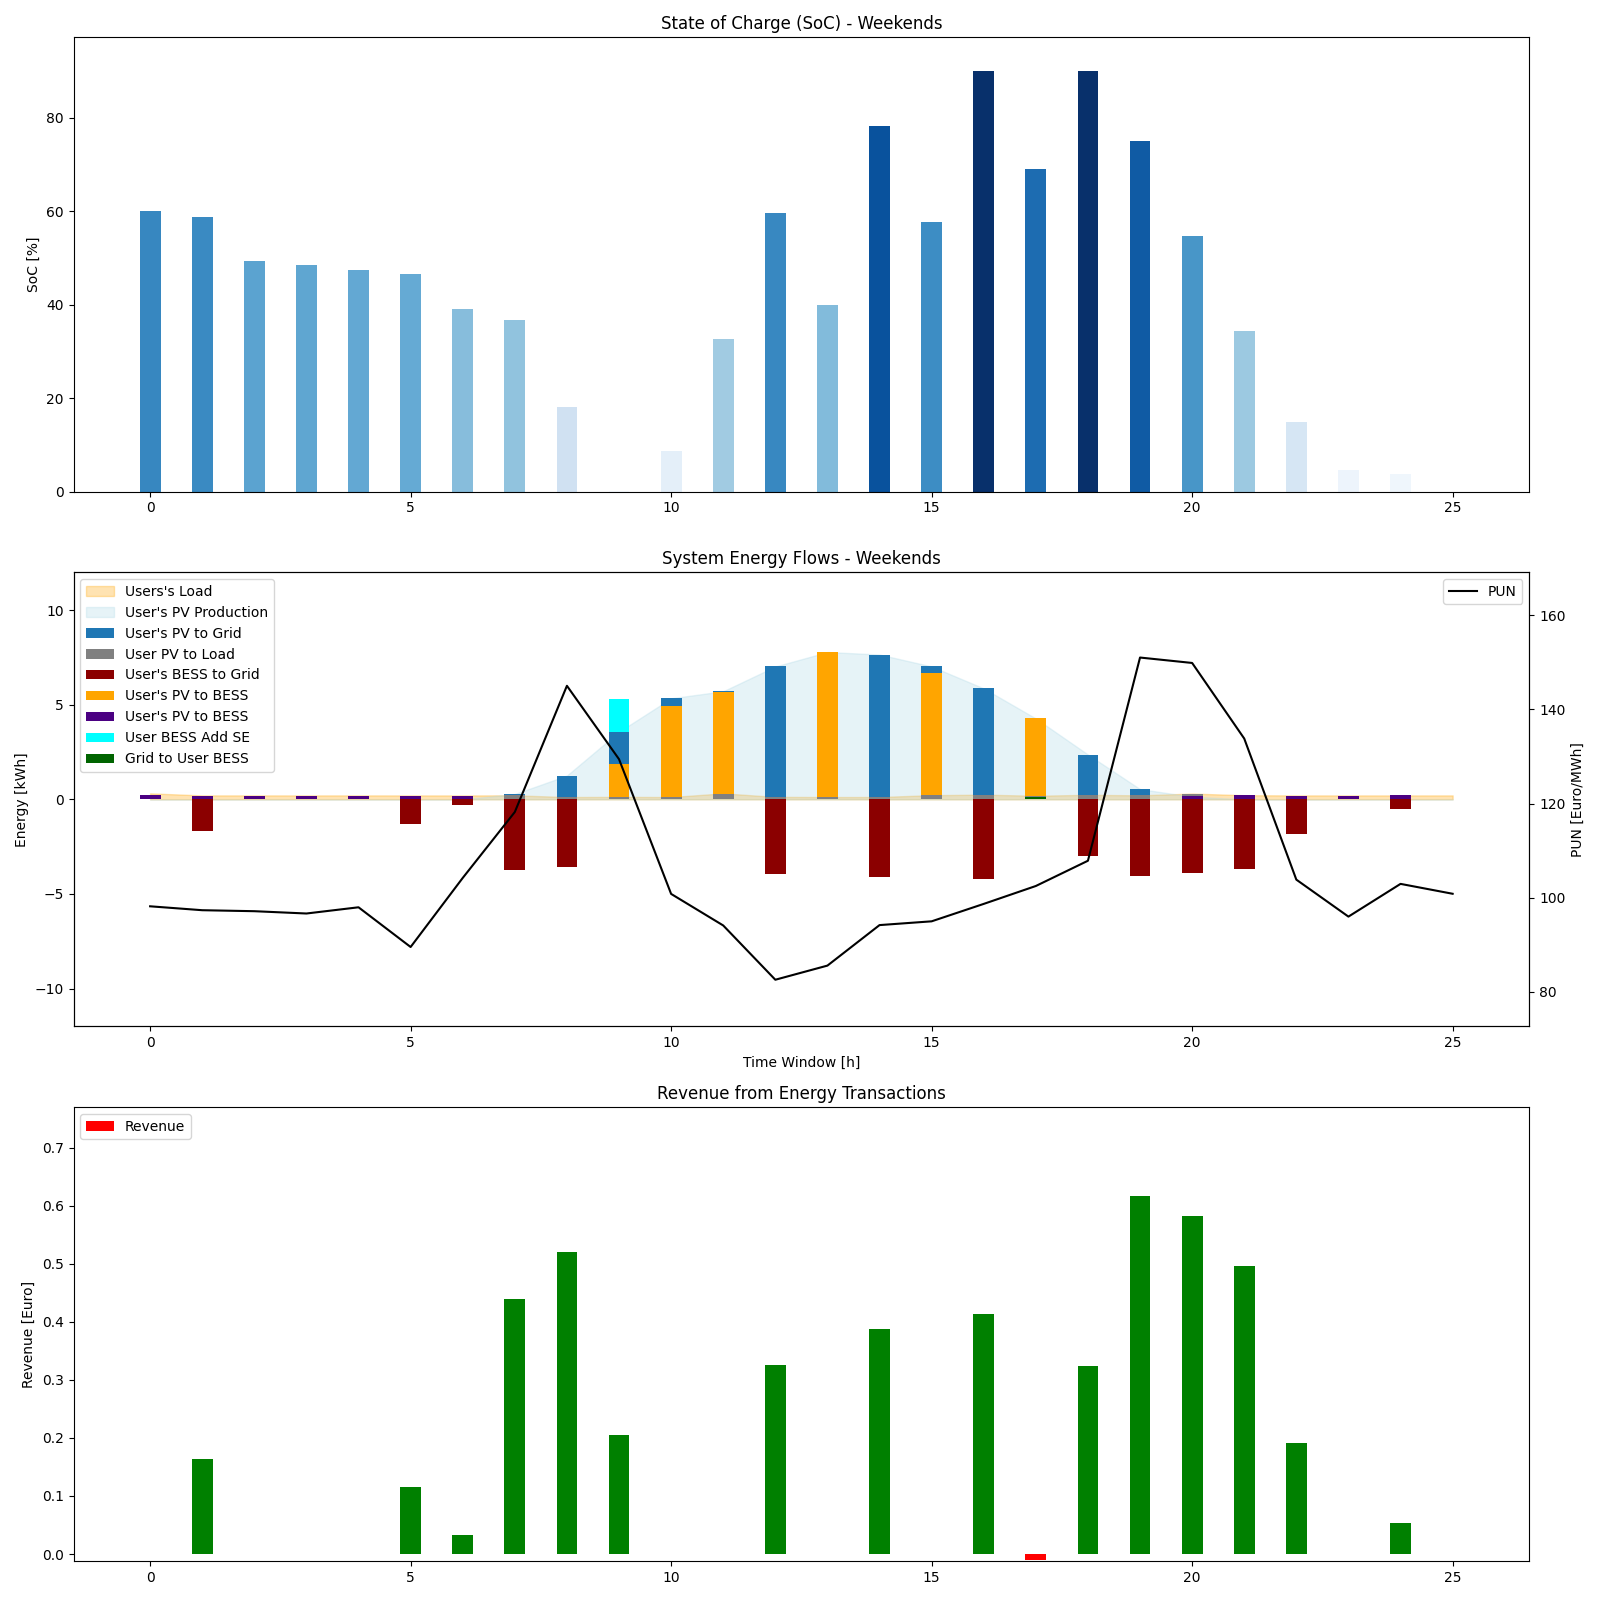 State of Charge (SoC) - Weekends
SoC [%]
80
60
40
20
0
0 5 10 15 20 25
System Energy Flows - Weekends
Energy [kWh]
10
5
0
−5
−10
Users's Load
User's PV Production
User's PV to Grid
User PV to Load
User's BESS to Grid
User's PV to BESS
User's PV to BESS
User BESS Add SE
Grid to User BESS
PUN
160
140
120
100
80
PUN [Euro/MWh]
0 5 10 15 20 25
Time Window [h]
Revenue from Energy Transactions
Revenue [Euro]
0.7
0.6
0.5
0.4
0.3
0.2
0.1
0.0
Revenue
0 5 10 15 20 25